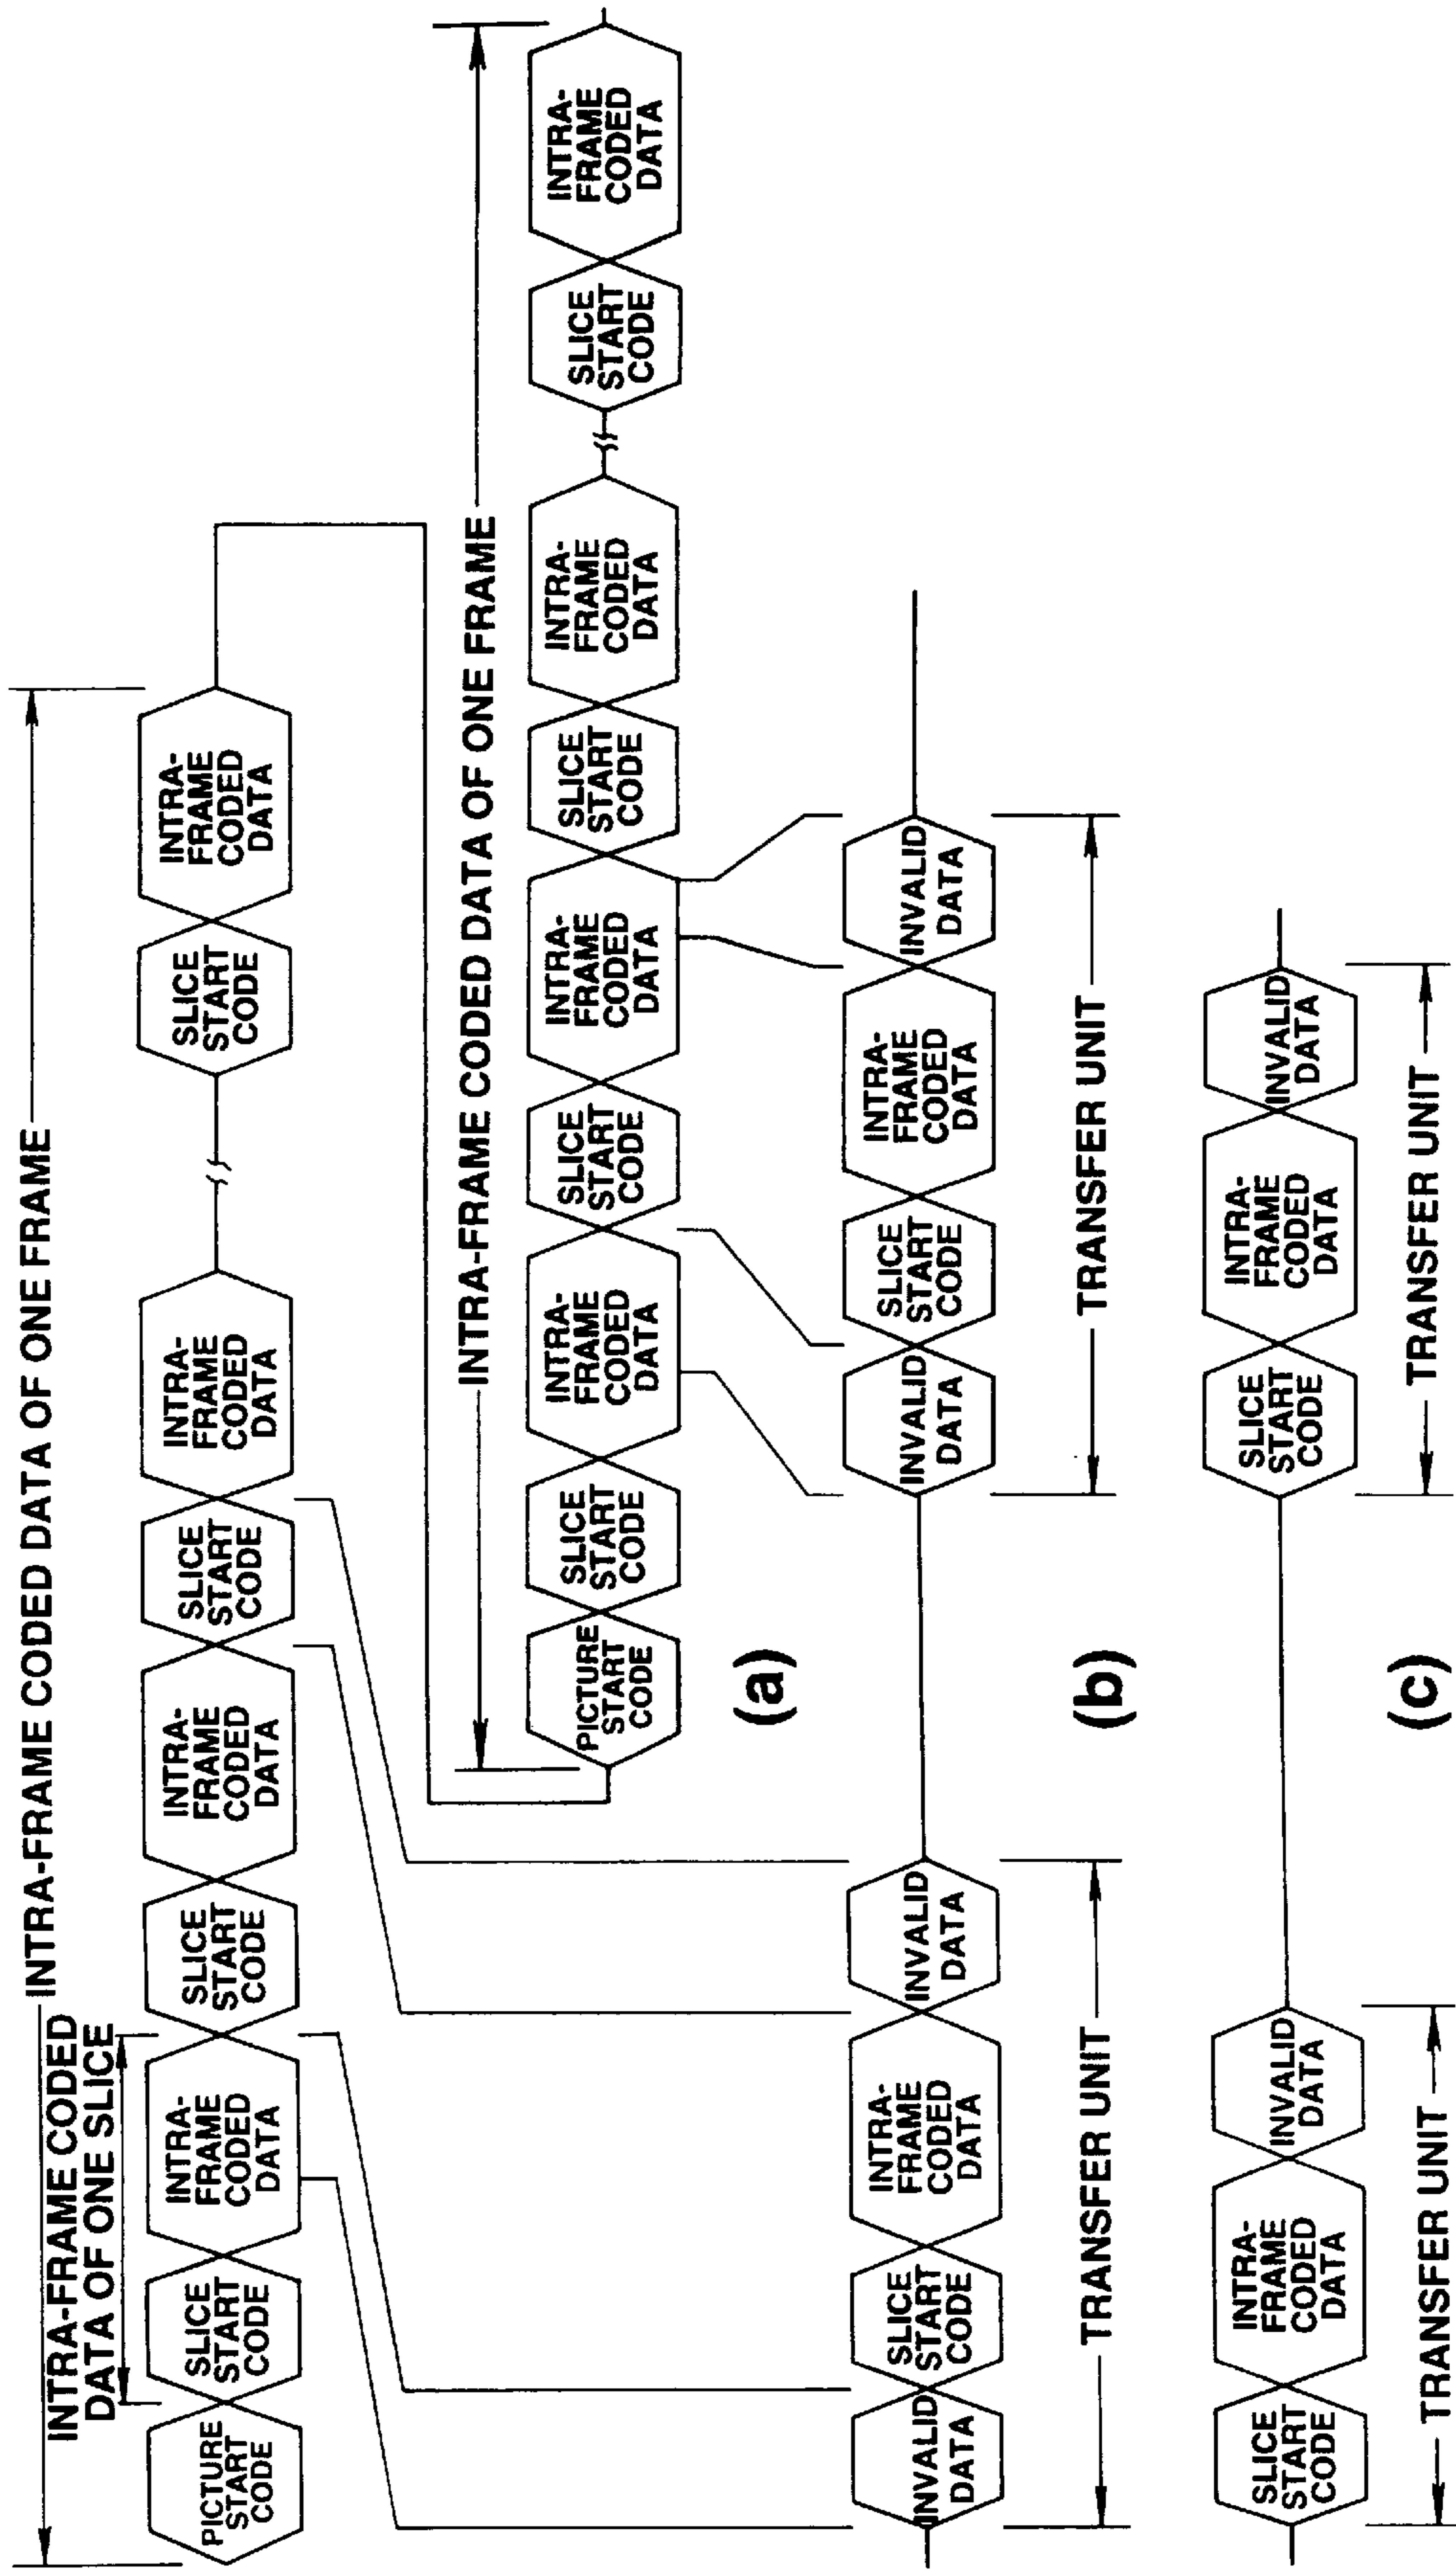 INTRA-FRAME CODED DATA OF ONE FRAME
INTRA-FRAME CODED
DATA OF ONE SLICE
PICTURE
START
CODE
SLICE
START
CODE
INTRA-
FRAME
CODED
DATA
SLICE
START
CODE
INTRA-
FRAME
CODED
DATA
SLICE
START
CODE
INTRA-
FRAME
CODED
DATA
SLICE
START
CODE
INTRA-
FRAME
CODED
DATA
INTRA-FRAME CODED DATA OF ONE FRAME
PICTURE
START
CODE
SLICE
START
CODE
INTRA-
FRAME
CODED
DATA
SLICE
START
CODE
INTRA-
FRAME
CODED
DATA
SLICE
START
CODE
INTRA-
FRAME
CODED
DATA
SLICE
START
CODE
INTRA-
FRAME
CODED
DATA
(a)
INVALID
DATA
SLICE
START
CODE
INTRA-
FRAME
CODED
DATA
INVALID
DATA
INVALID
DATA
SLICE
START
CODE
INTRA-
FRAME
CODED
DATA
INVALID
DATA
TRANSFER UNIT
(b)
TRANSFER UNIT
SLICE
START
CODE
INTRA-
FRAME
CODED
DATA
INVALID
DATA
SLICE
START
CODE
INTRA-
FRAME
CODED
DATA
INVALID
DATA
TRANSFER UNIT
(c)
TRANSFER UNIT